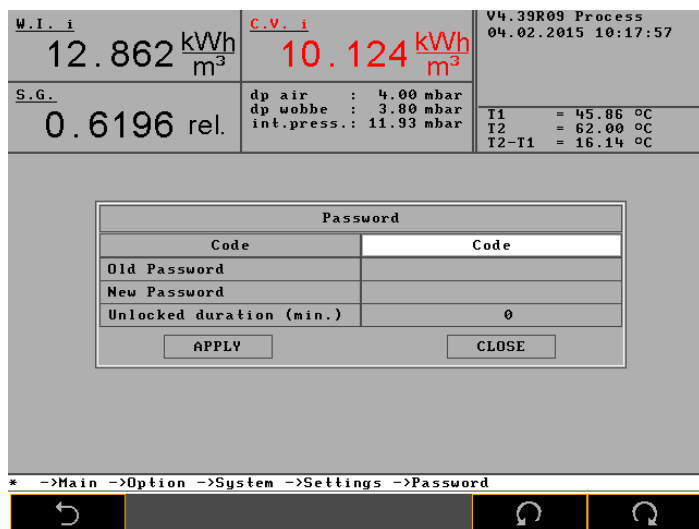 W.I. i
12.862 kWh/m³
C.V. i
10.124 kWh/m³
V4.39R09 Process
04.02.2015 10:17:57
S.G.
0.6196 rel.
dp air : 4.00 mbar
dp wobbe : 3.80 mbar
int.press.: 11.93 mbar
T1 = 45.86 °C
T2 = 62.00 °C
T2-T1 = 16.14 °C
Password
Code Code
Old Password
New Password
Unlocked duration (min.) 0
APPLY CLOSE
* ->Main ->Option ->System ->Settings ->Password